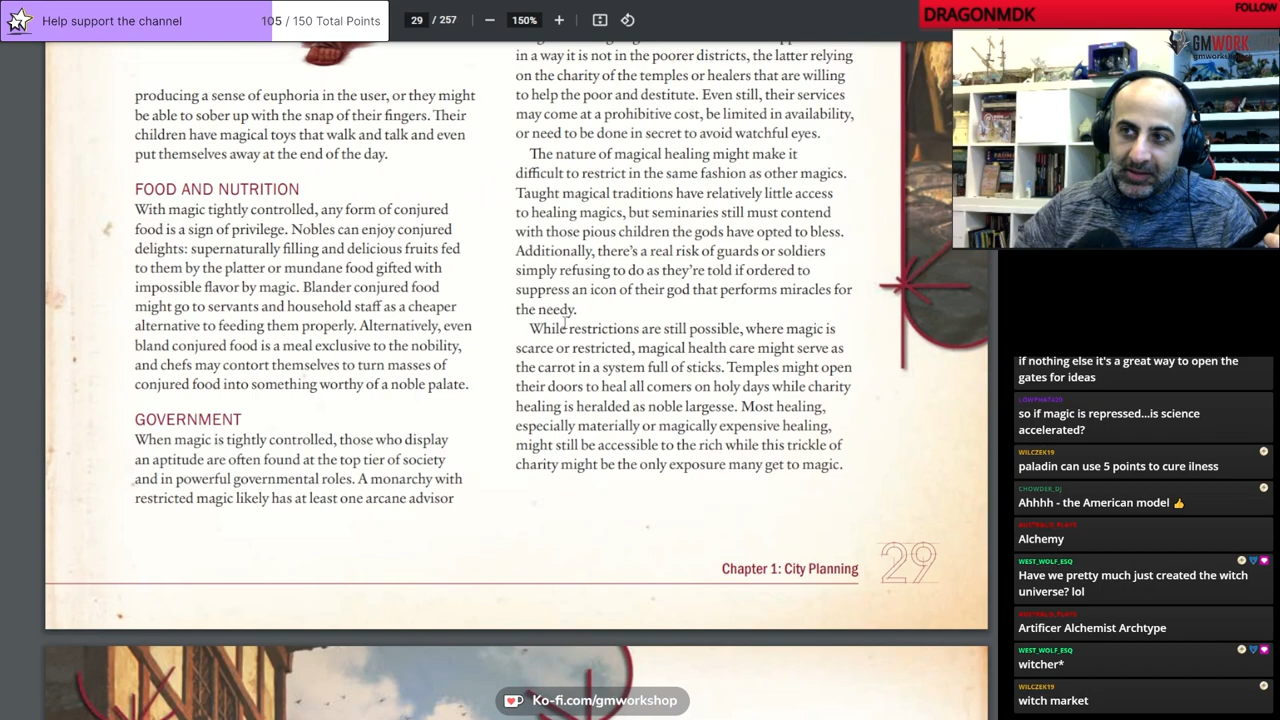 Help support the channel
105 / 150 Total Points
29 / 257
150%
DRAGONMDK
FOLLOW
GMWORK
producing a sense of euphoria in the user, or they might
be able to sober up with the snap of their fingers. Their
children have magical toys that walk and talk and even
put themselves away at the end of the day.
FOOD AND NUTRITION
With magic tightly controlled, any form of conjured
food is a sign of privilege. Nobles can enjoy conjured
delights: supernaturally filling and delicious fruits fed
to them by the platter or mundane food gifted with
impossible flavor by magic. Blander conjured food
might go to servants and household staff as a cheaper
alternative to feeding them properly. Alternatively, even
bland conjured food is a meal exclusive to the nobility,
and chefs may contort themselves to turn masses of
conjured food into something worthy of a noble palate.
GOVERNMENT
When magic is tightly controlled, those who display
an aptitude are often found at the top tier of society
and in powerful governmental roles. A monarchy with
restricted magic likely has at least one arcane advisor
in a way it is not in the poorer districts, the latter relying
on the charity of the temples or healers that are willing
to help the poor and destitute. Even still, their services
may come at a prohibitive cost, be limited in availability,
or need to be done in secret to avoid watchful eyes.
The nature of magical healing might make it
difficult to restrict in the same fashion as other magics.
Taught magical traditions have relatively little access
to healing magics, but seminaries still must contend
with those pious children the gods have opted to bless.
Additionally, there's a real risk of guards or soldiers
simply refusing to do as they're told if ordered to
suppress an icon of their god that performs miracles for
the needy.
While restrictions are still possible, where magic is
scarce or restricted, magical health care might serve as
the carrot in a system full of sticks. Temples might open
their doors to heal all comers on holy days while charity
healing is heralded as noble largesse. Most healing,
especially materially or magically expensive healing,
might still be accessible to the rich while this trickle of
charity might be the only exposure many get to magic.
Chapter 1: City Planning
29
Ko-fi.com/gmworkshop
if nothing else it's a great way to open the
gates for ideas
so if magic is repressed...is science
accelerated?
WILCZEK19
paladin can use 5 points to cure ilness
CHOWDER_DJ
Ahhhh - the American model 👍
Alchemy
WEST_WOLF_ESQ
Have we pretty much just created the witch
universe? lol
Artificer Alchemist Archtype
WEST_WOLF_ESQ
witcher*
WILCZEK19
witch market